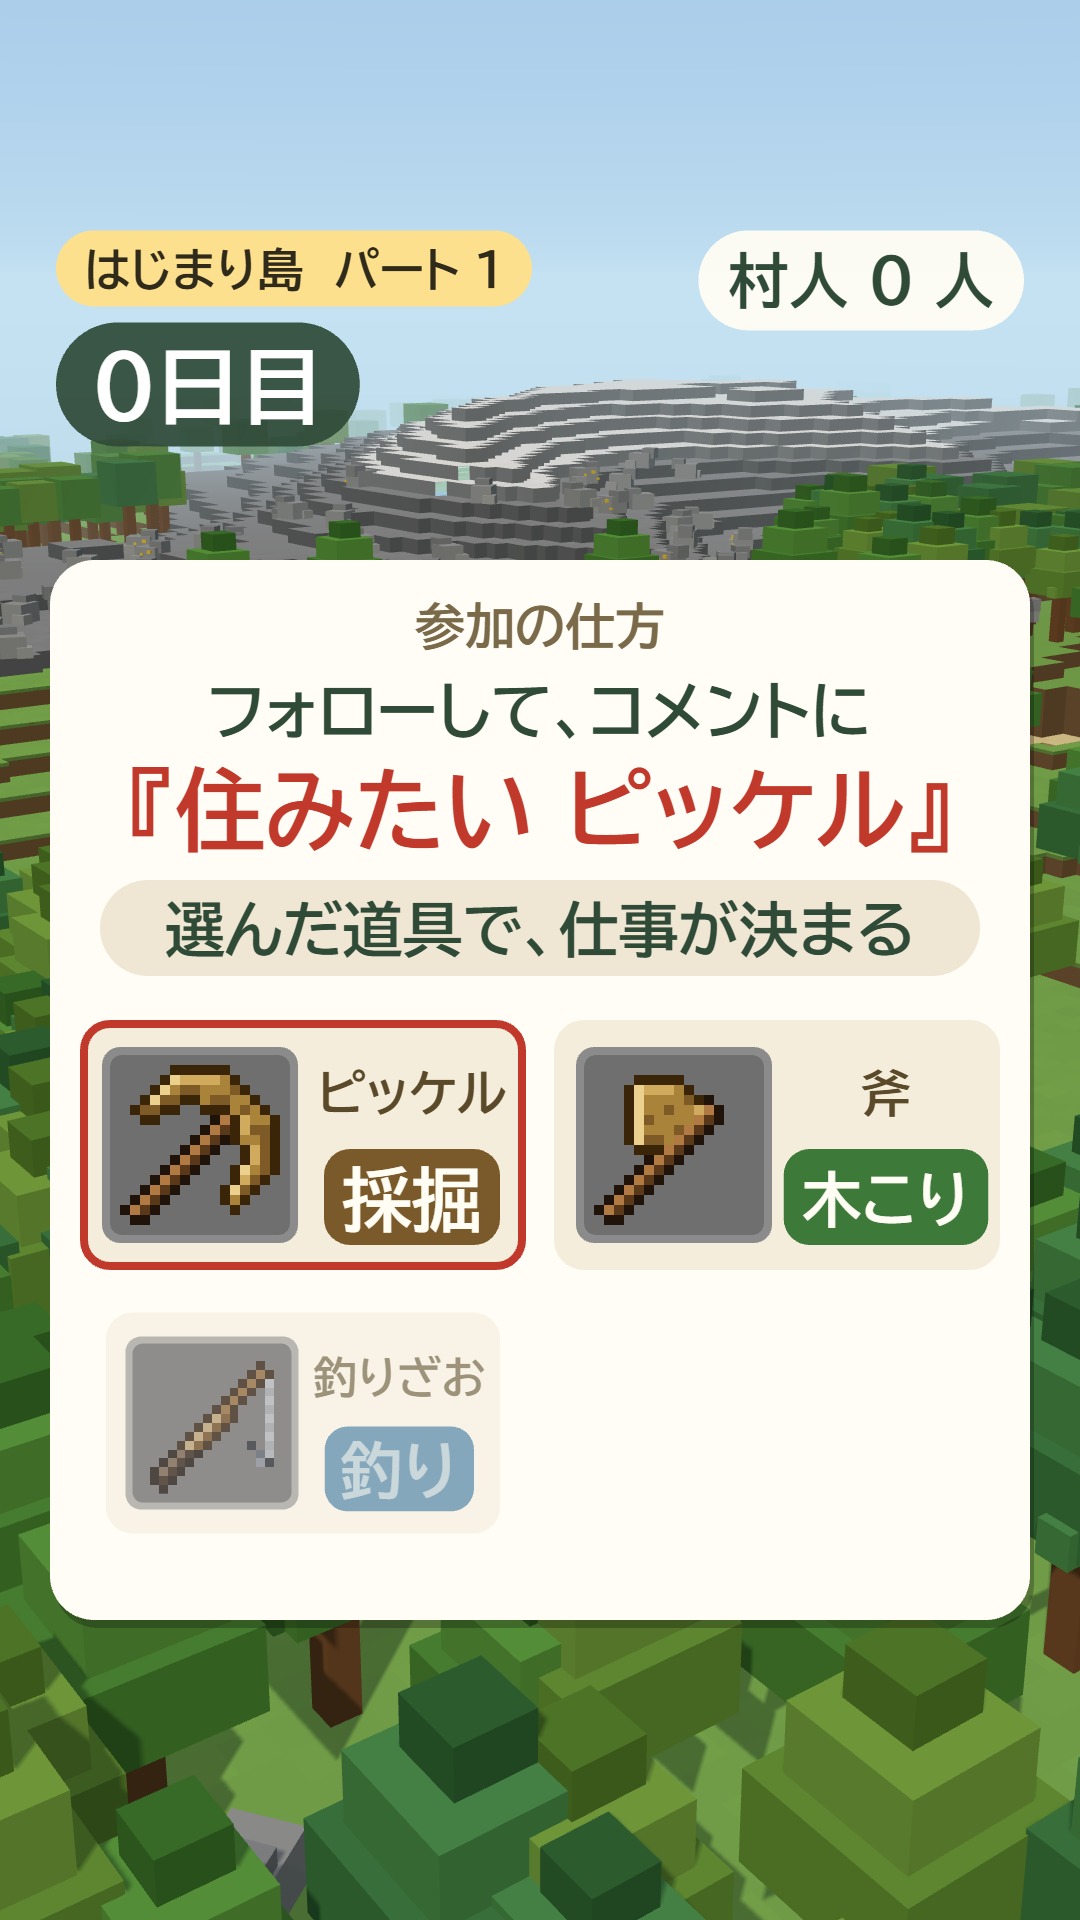 はじまり島 パート 1
村人 0 人
0日目
参加の仕方
フォローして、コメントに
『住みたい ピッケル』
選んだ道具で、仕事が決まる
ピッケル
採掘
斧
木こり
釣りざお
釣り